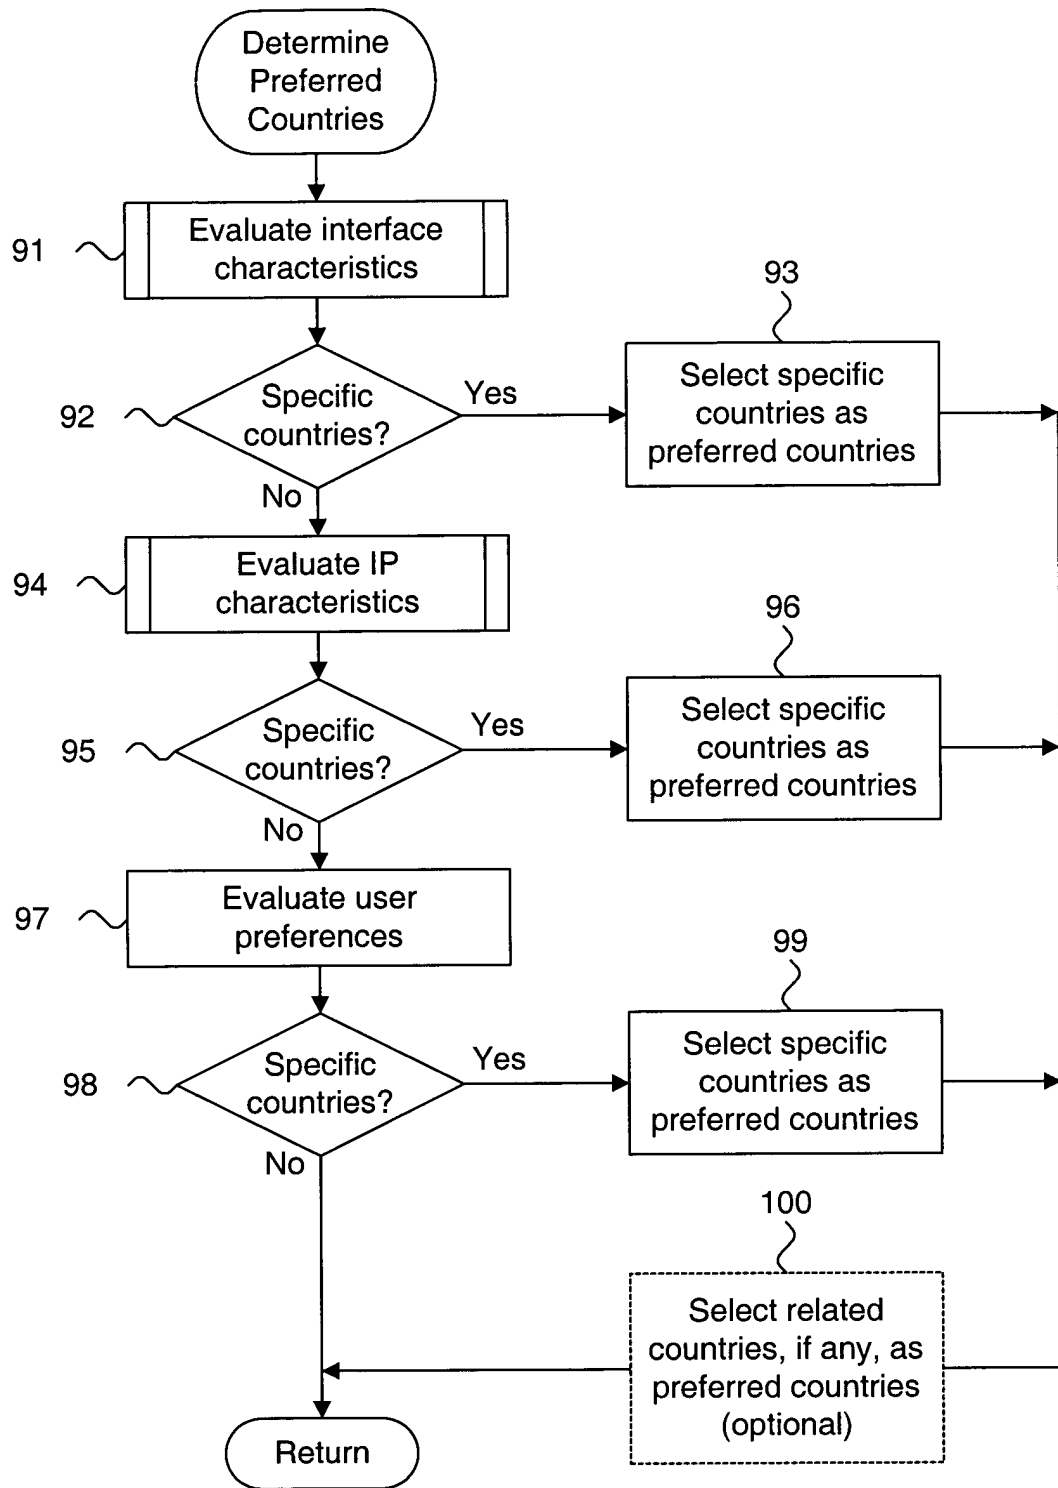 Determine
Preferred
Countries
91
Evaluate interface
characteristics
93
92
Specific
countries?
Yes
Select specific
countries as
preferred countries
No
94
Evaluate IP
characteristics
96
95
Specific
countries?
Yes
Select specific
countries as
preferred countries
No
97
Evaluate user
preferences
99
98
Specific
countries?
Yes
Select specific
countries as
preferred countries
No
100
Select related
countries, if any, as
preferred countries
(optional)
Return